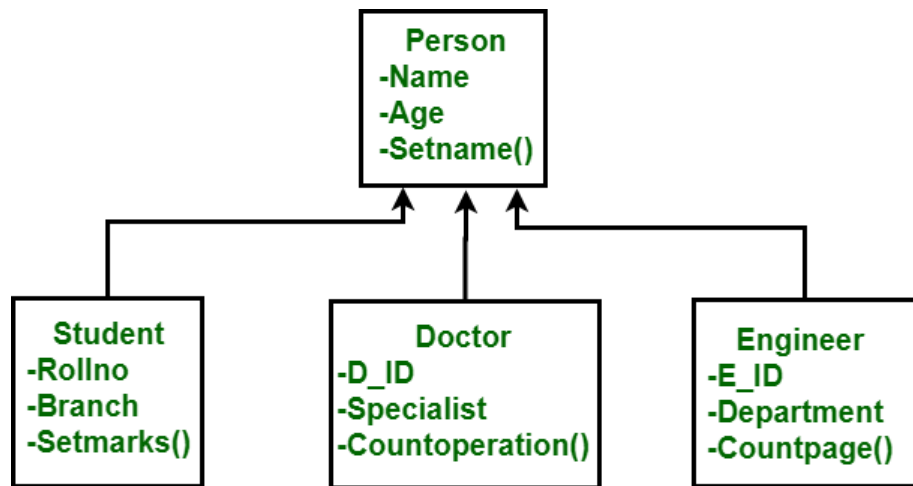 Person
-Name
-Age
-Setname()
Student
-Rollno
-Branch
-Setmarks()
Doctor
-D_ID
-Specialist
-Countoperation()
Engineer
-E_ID
-Department
-Countpage()